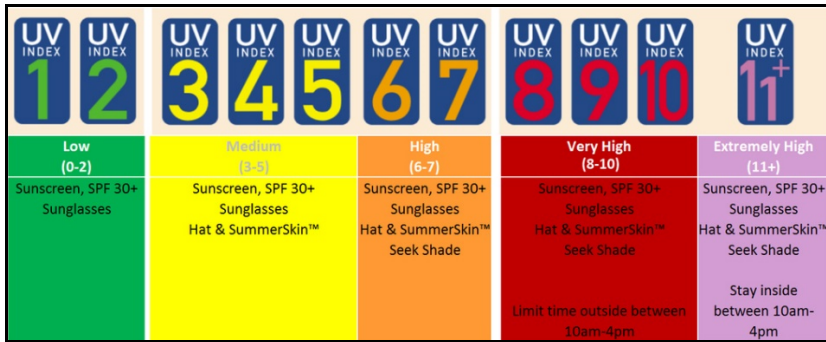 UV UV UV UV UV UV UV UV UV UV UV
INDEX INDEX INDEX INDEX INDEX INDEX INDEX INDEX INDEX INDEX INDEX
1 2 3 4 5 6 7 8 9 10 11+
Low
(0-2)
Sunscreen, SPF 30+
Sunglasses
Medium
(3-5)
Sunscreen, SPF 30+
Sunglasses
Hat & SummerSkin™
High
(6-7)
Sunscreen, SPF 30+
Sunglasses
Hat & SummerSkin™
Seek Shade
Very High
(8-10)
Sunscreen, SPF 30+
Sunglasses
Hat & SummerSkin™
Seek Shade
Limit time outside between
10am-4pm
Extremely High
(11+)
Sunscreen, SPF 30+
Sunglasses
Hat & SummerSkin™
Seek Shade
Stay inside
between 10am-
4pm